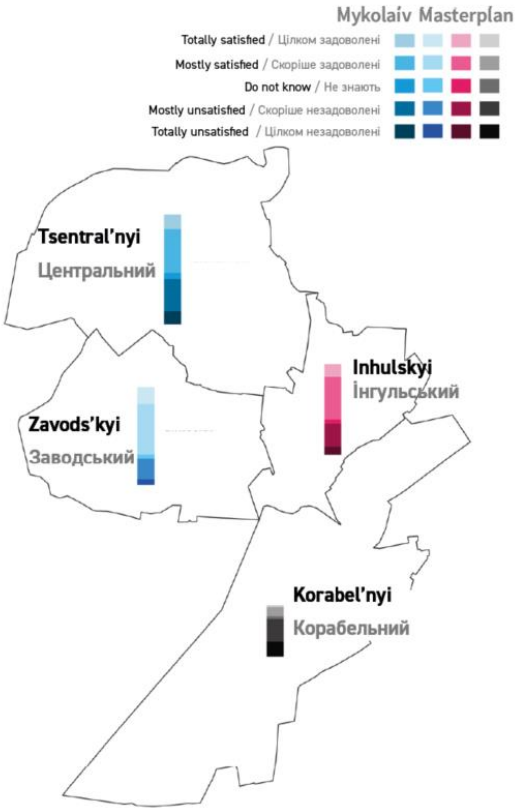 Mykolaiv Masterplan
Totally satisfied / Цілком задоволені
Mostly satisfied / Скоріше задоволені
Do not know / Не знають
Mostly unsatisfied / Скоріше незадоволені
Totally unsatisfied / Цілком незадоволені
Tsentral'nyi
Центральний
Inhulskyi
Інгульський
Zavods'kyi
Заводський
Korabel'nyi
Корабельний